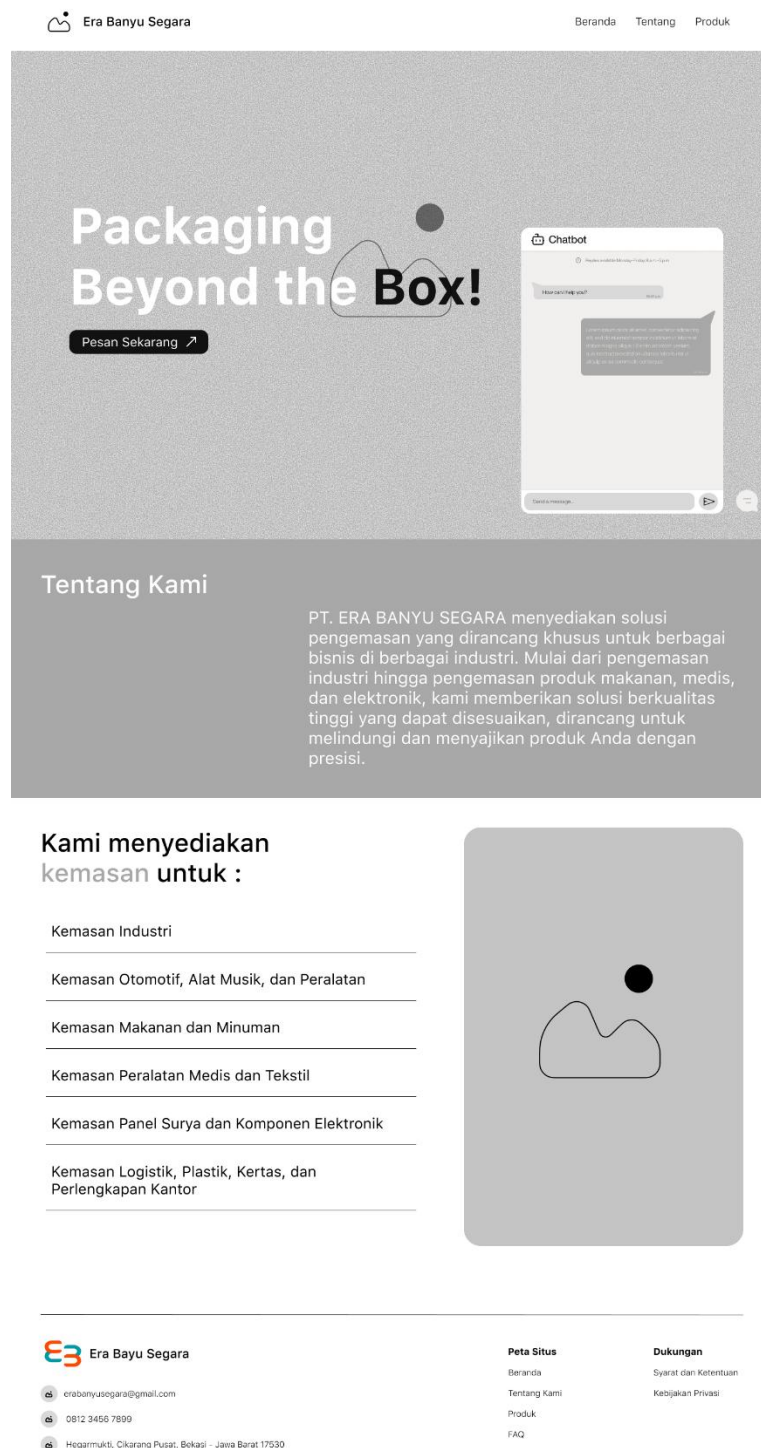 Era Banyu Segara
Beranda Tentang Produk
Packaging
Beyond the Box!
Pesan Sekarang
Chatbot
How can I help you?
Send a message...
Tentang Kami
PT. ERA BANYU SEGARA menyediakan solusi
pengemasan yang dirancang khusus untuk berbagai
bisnis di berbagai industri. Mulai dari pengemasan
industri hingga pengemasan produk makanan, medis,
dan elektronik, kami memberikan solusi berkualitas
tinggi yang dapat disesuaikan, dirancang untuk
melindungi dan menyajikan produk Anda dengan
presisi.
Kami menyediakan
kemasan untuk :
Kemasan Industri
Kemasan Otomotif, Alat Musik, dan Peralatan
Kemasan Makanan dan Minuman
Kemasan Peralatan Medis dan Tekstil
Kemasan Panel Surya dan Komponen Elektronik
Kemasan Logistik, Plastik, Kertas, dan
Perlengkapan Kantor
Era Bayu Segara
erabanyusegara@gmail.com
0812 3456 7899
Hegarmukti, Cikarang Pusat, Bekasi - Jawa Barat 17530
Peta Situs
Beranda
Tentang Kami
Produk
FAQ
Dukungan
Syarat dan Ketentuan
Kebijakan Privasi